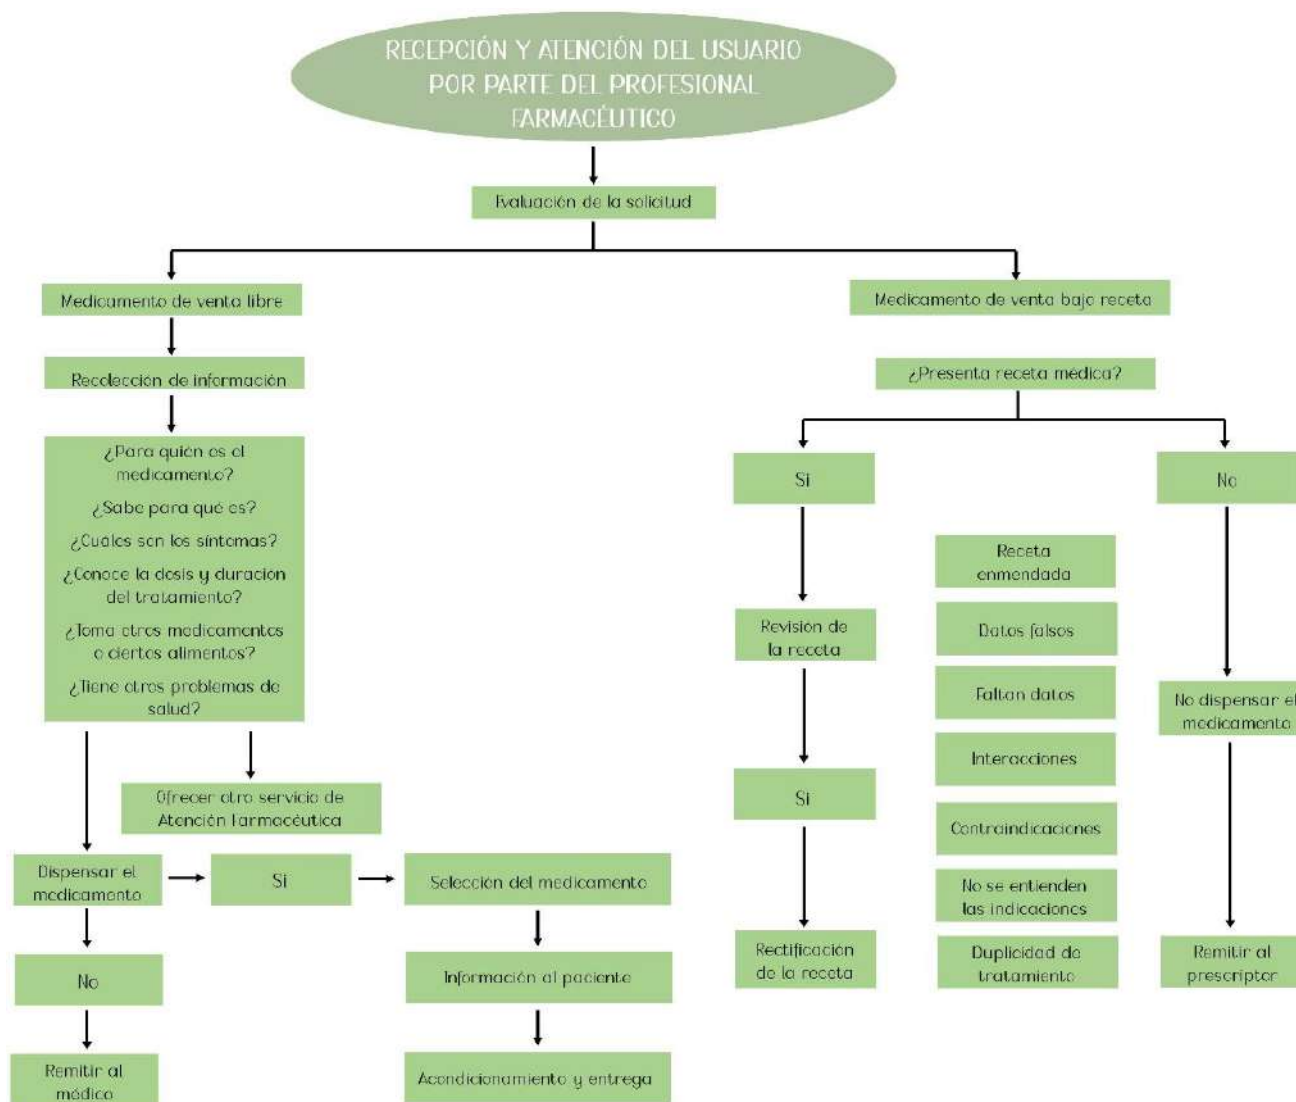 RECEPCIÓN Y ATENCIÓN DEL USUARIO
POR PARTE DEL PROFESIONAL
FARMACÉUTICO
Evaluación de la solicitud
Medicamento de venta libre
Recolección de información
¿Para quién es el
medicamento?
¿Sabe para qué es?
¿Cuáles son los síntomas?
¿Conoce la dosis y duración
del tratamiento?
¿Toma otros medicamentos
o ciertos alimentos?
¿Tiene otros problemas de
salud?
Ofrecer otro servicio de
Atención Farmacéutica
Dispensar el
medicamento
Si
Selección del medicamento
No
Información al paciente
Remitir al
médico
Acondicionamiento y entrega
Medicamento de venta bajo receta
¿Presenta receta médica?
Si
Revisión de
la receta
Si
Rectificación
de la receta
Receta
enmendada
Datos falsos
Faltan datos
Interacciones
Contraindicaciones
No se entienden
las indicaciones
Duplicidad de
tratamiento
No
No dispensar el
medicamento
Remitir al
prescriptor